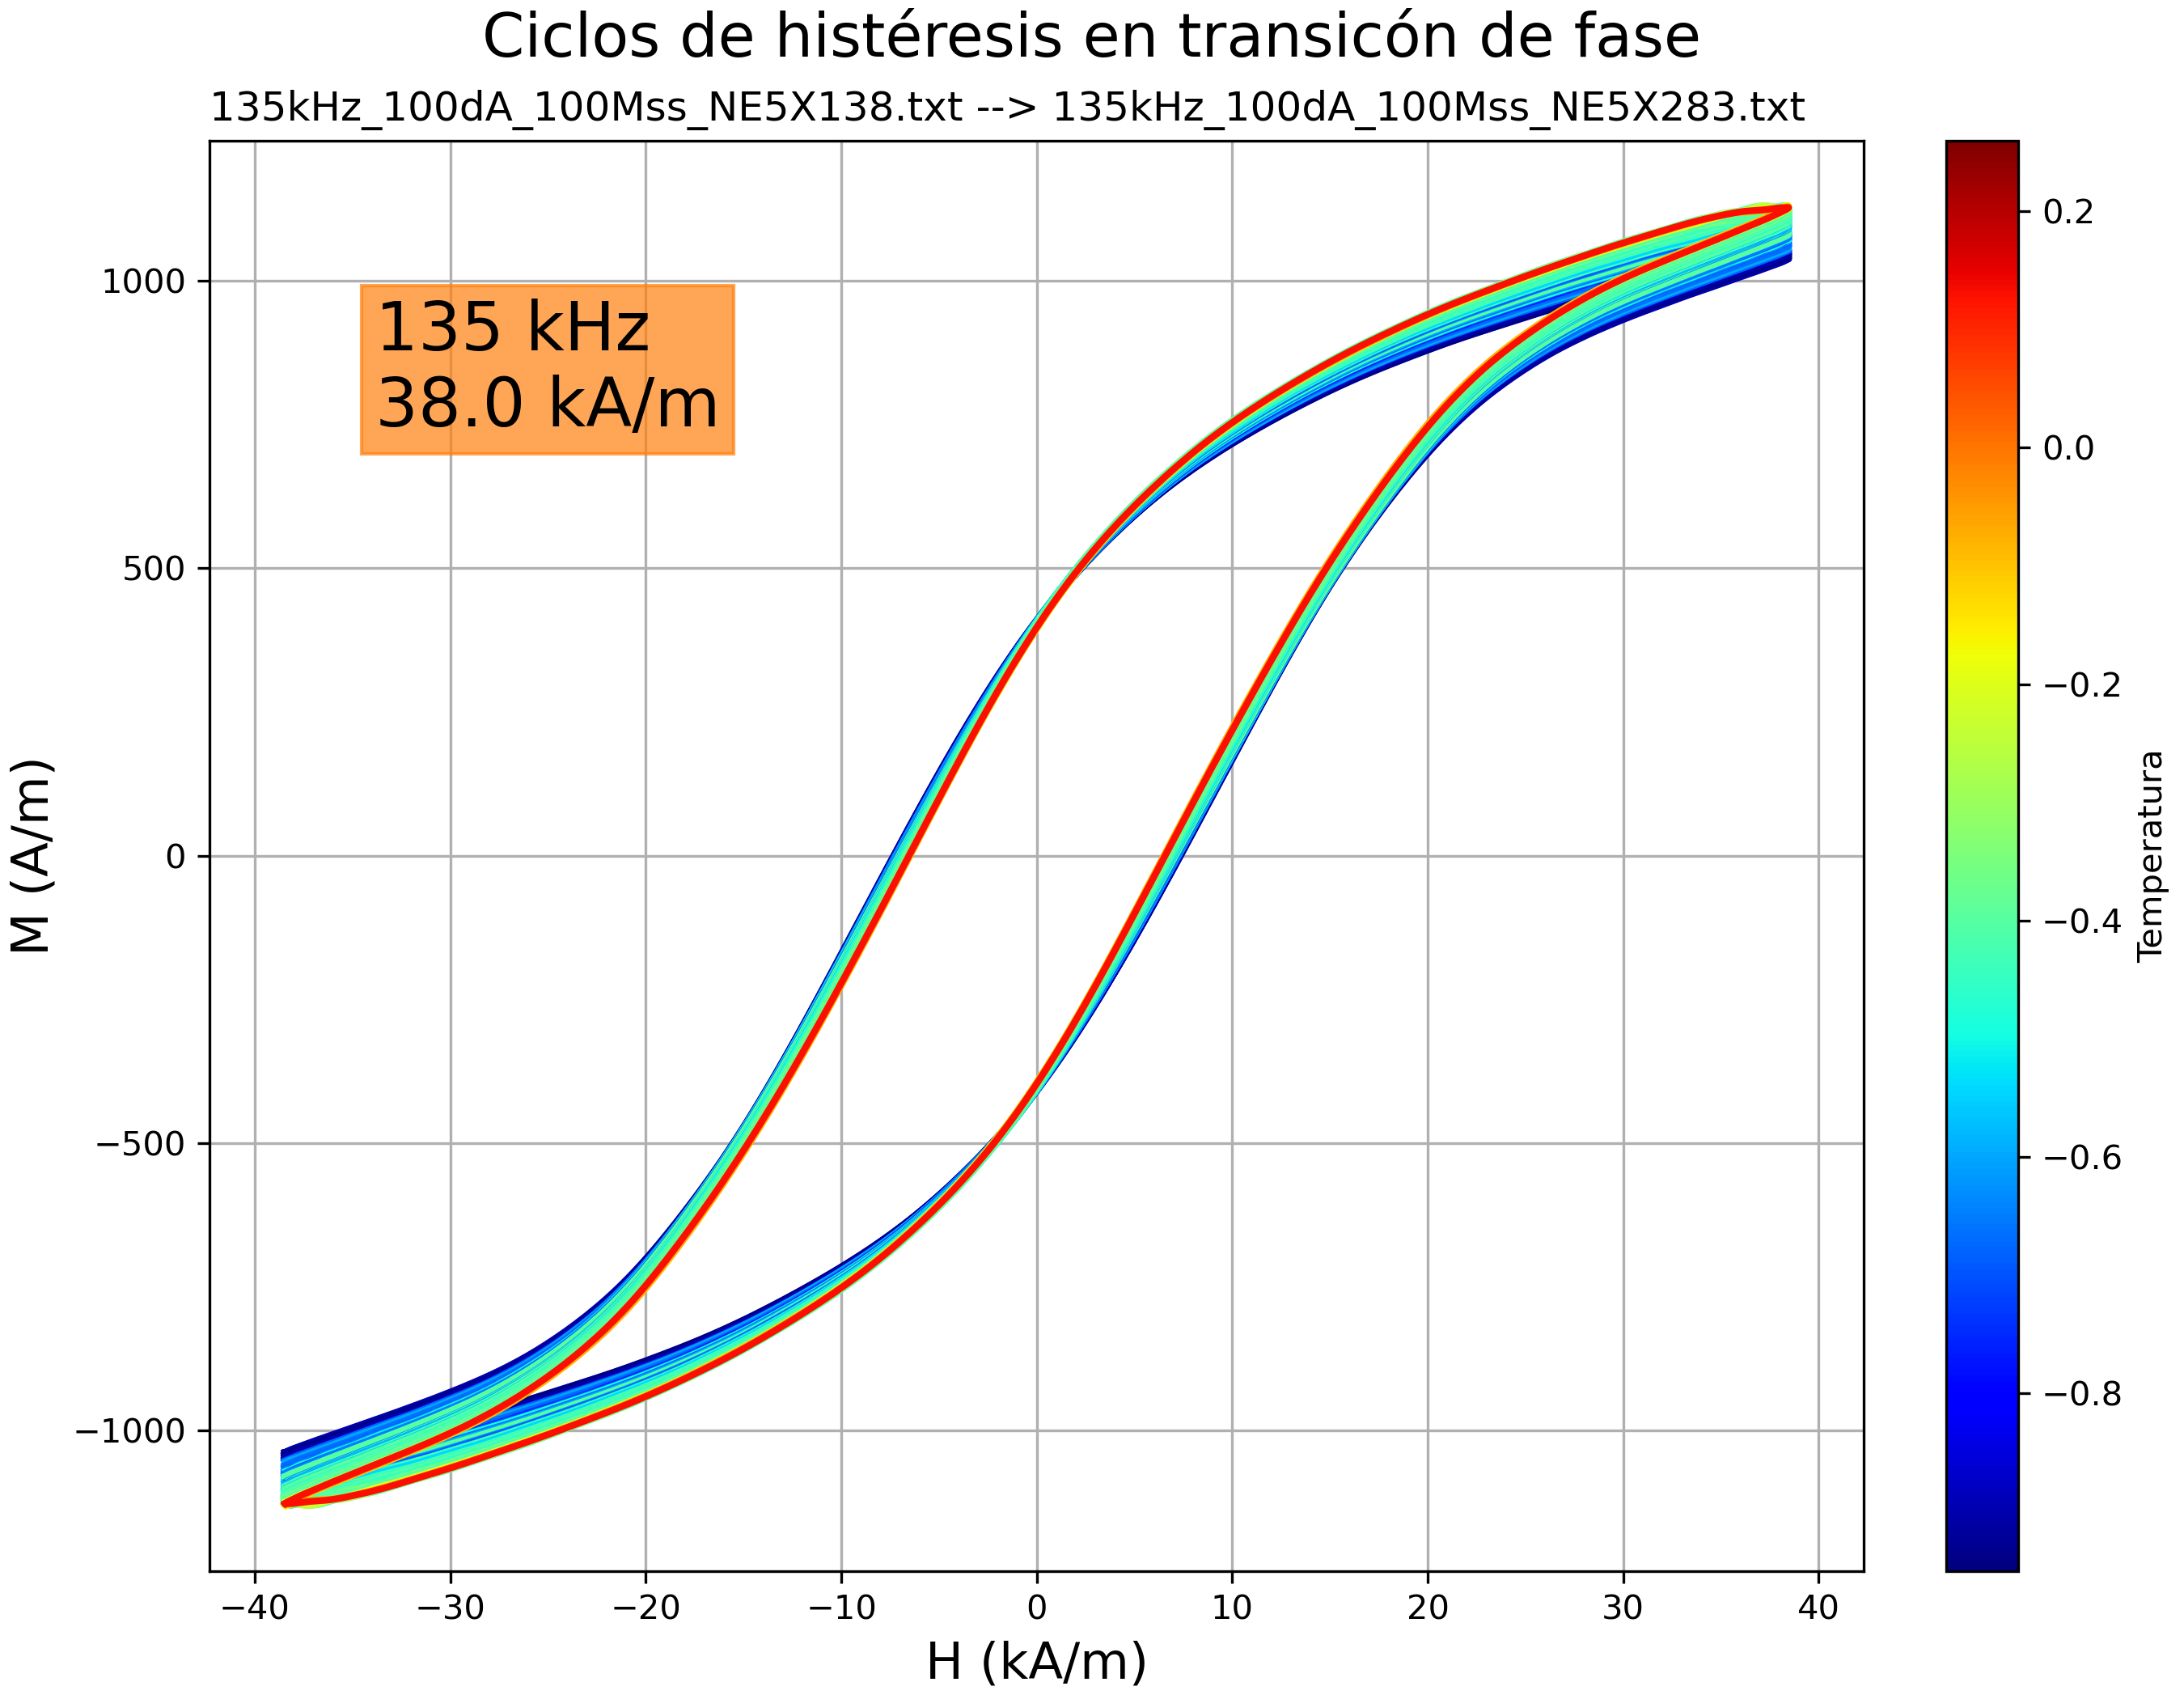 Ciclos de histéresis en transicón de fase
135kHz_100dA_100Mss_NE5X138.txt --> 135kHz_100dA_100Mss_NE5X283.txt
135 kHz
38.0 kA/m
1000
500
0
−500
−1000
M (A/m)
−40
−30
−20
−10
0
10
20
30
40
H (kA/m)
0.2
0.0
−0.2
−0.4
−0.6
−0.8
Temperatura